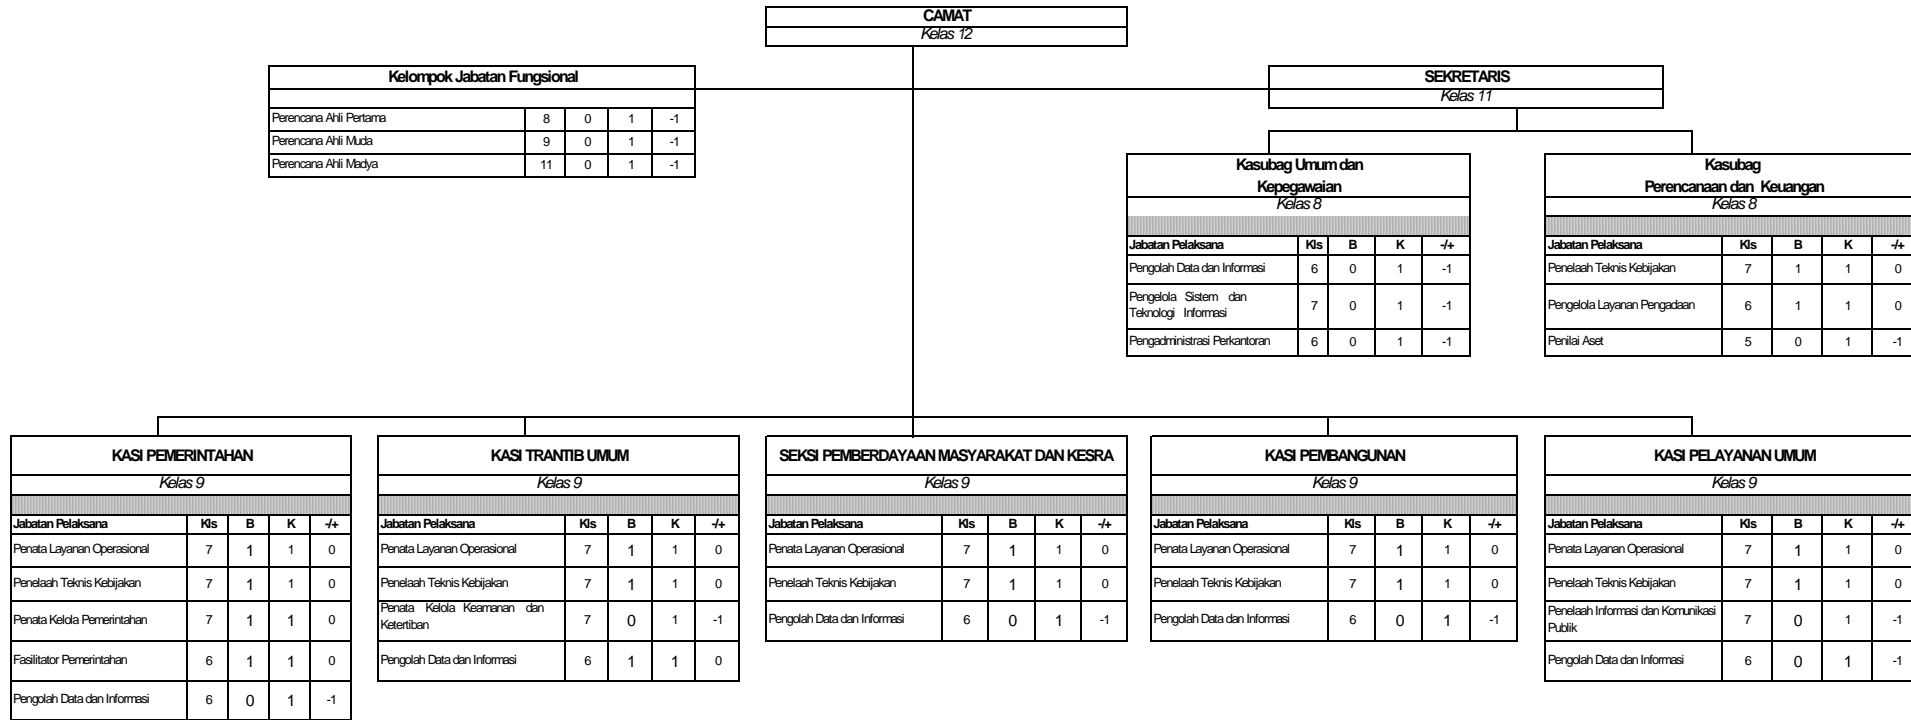 CAMAT
Kelas 12
Kelompok Jabatan Fungsional
Perencana Ahli Pertama 8 0 1 -1
Perencana Ahli Muda 9 0 1 -1
Perencana Ahli Madya 11 0 1 -1
SEKRETARIS
Kelas 11
Kasubag Umum dan
Kepegawaian
Kelas 8
Jabatan Pelaksana Kls B K -/+
Pengolah Data dan Informasi 6 0 1 -1
Pengelola Sistem dan
Teknologi Informasi 7 0 1 -1
Pengadministrasi Perkantoran 6 0 1 -1
Kasubag
Perencanaan dan Keuangan
Kelas 8
Jabatan Pelaksana Kls B K -/+
Penelaah Teknis Kebijakan 7 1 1 0
Pengelola Layanan Pengadaan 6 1 1 0
Penilai Aset 5 0 1 -1
KASI PEMERINTAHAN
Kelas 9
Jabatan Pelaksana Kls B K -/+
Penata Layanan Operasional 7 1 1 0
Penelaah Teknis Kebijakan 7 1 1 0
Penata Kelola Pemerintahan 7 1 1 0
Fasilitator Pemerintahan 6 1 1 0
Pengolah Data dan Informasi 6 0 1 -1
KASI TRANTIB UMUM
Kelas 9
Jabatan Pelaksana Kls B K -/+
Penata Layanan Operasional 7 1 1 0
Penelaah Teknis Kebijakan 7 1 1 0
Penata Kelola Keamanan dan
Ketertiban 7 0 1 -1
Pengolah Data dan Informasi 6 1 1 0
SEKSI PEMBERDAYAAN MASYARAKAT DAN KESRA
Kelas 9
Jabatan Pelaksana Kls B K -/+
Penata Layanan Operasional 7 1 1 0
Penelaah Teknis Kebijakan 7 1 1 0
Pengolah Data dan Informasi 6 0 1 -1
KASI PEMBANGUNAN
Kelas 9
Jabatan Pelaksana Kls B K -/+
Penata Layanan Operasional 7 1 1 0
Penelaah Teknis Kebijakan 7 1 1 0
Pengolah Data dan Informasi 6 0 1 -1
KASI PELAYANAN UMUM
Kelas 9
Jabatan Pelaksana Kls B K -/+
Penata Layanan Operasional 7 1 1 0
Penelaah Teknis Kebijakan 7 1 1 0
Penelaah Informasi dan Komunikasi
Publik 7 0 1 -1
Pengolah Data dan Informasi 6 0 1 -1